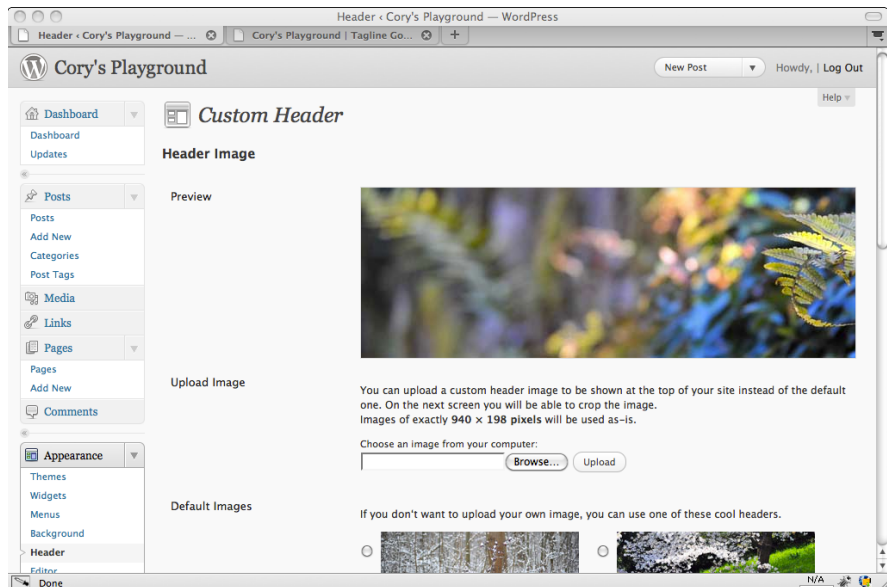 Header ‹ Cory's Playground — WordPress
Header ‹ Cory's Playground — ...
Cory's Playground | Tagline Go...
Cory's Playground
New Post
Howdy, | Log Out
Help
Dashboard
Dashboard
Updates
Posts
Posts
Add New
Categories
Post Tags
Media
Links
Pages
Pages
Add New
Comments
Appearance
Themes
Widgets
Menus
Background
Header
Editor
Custom Header
Header Image
Preview
Upload Image
You can upload a custom header image to be shown at the top of your site instead of the default
one. On the next screen you will be able to crop the image.
Images of exactly 940 × 198 pixels will be used as-is.
Choose an image from your computer:
Browse...
Upload
Default Images
If you don't want to upload your own image, you can use one of these cool headers.
Done
N/A